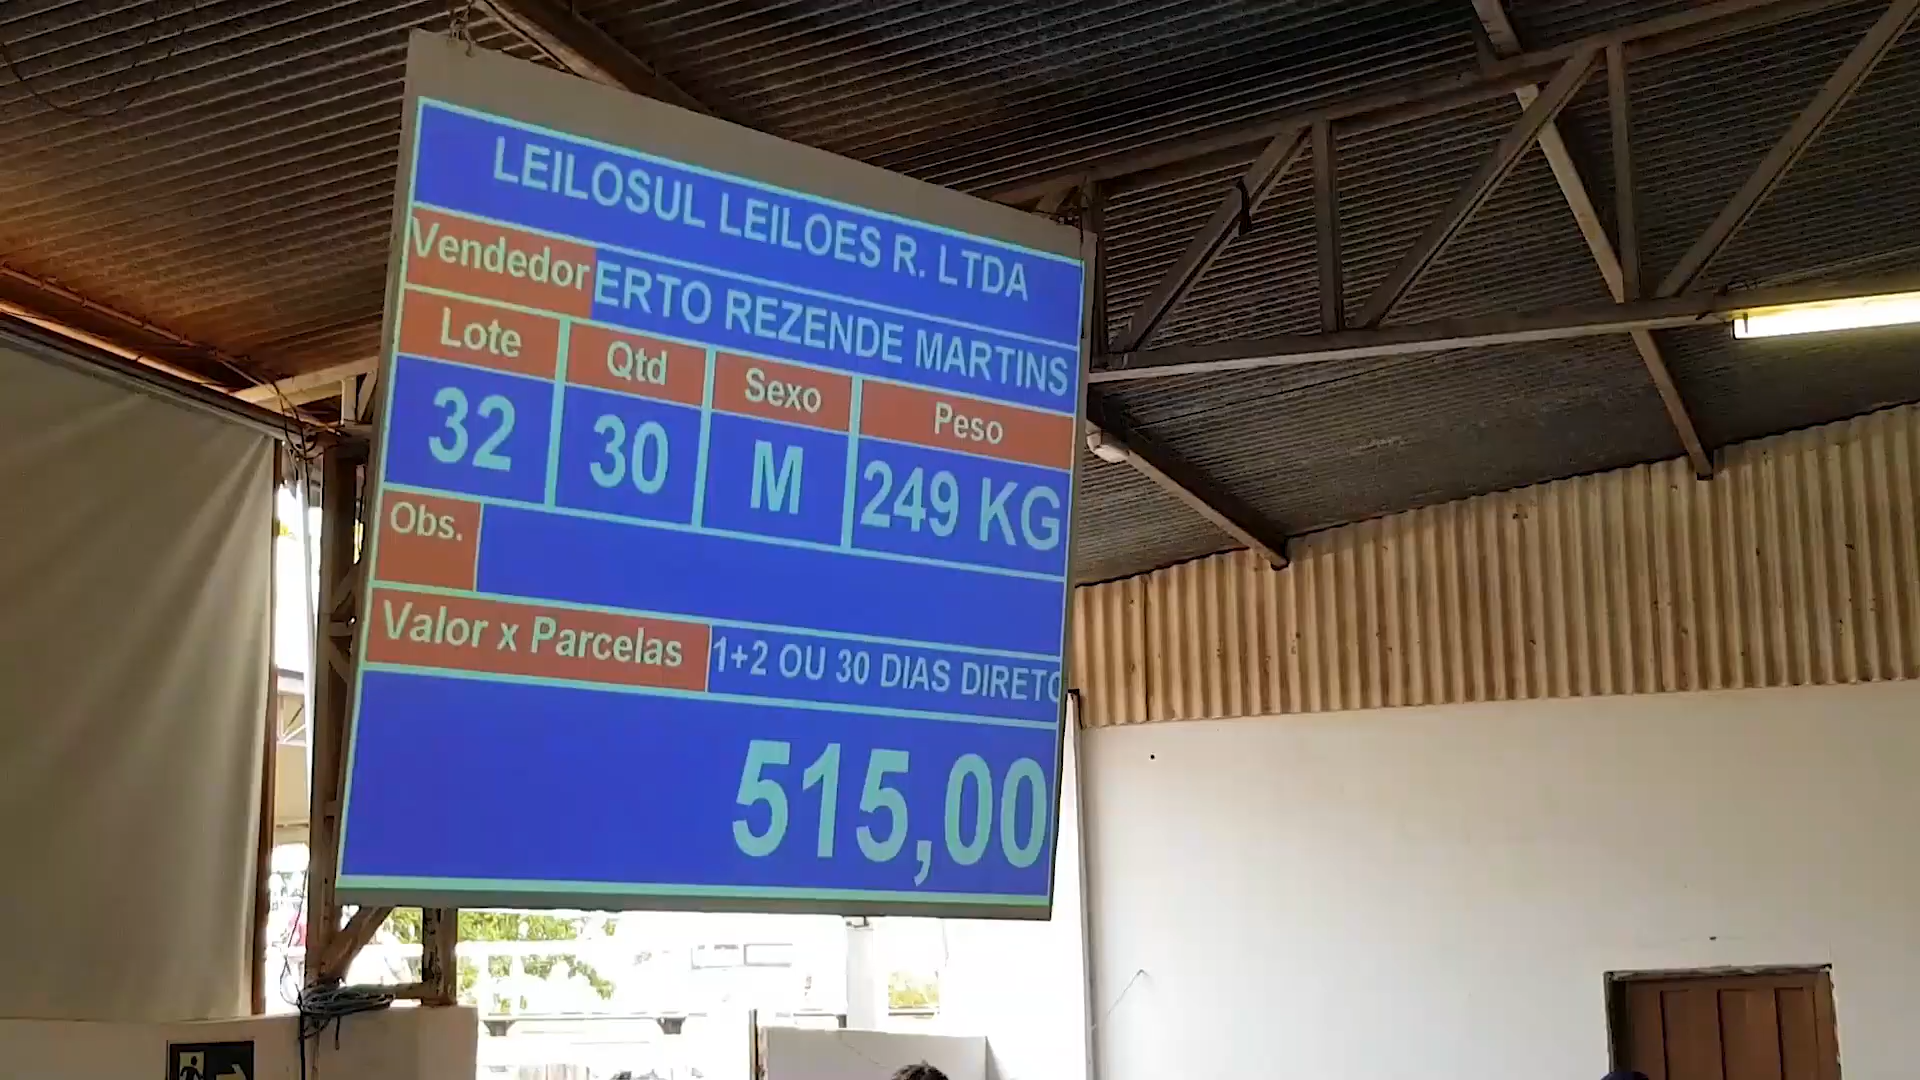 LEILOSUL LEILOES R. LTDA
Vendedor ERTO REZENDE MARTINS
Lote Qtd Sexo Peso
32 30 M 249 KG
Obs.
Valor x Parcelas 1+2 OU 30 DIAS DIRETO
515,00